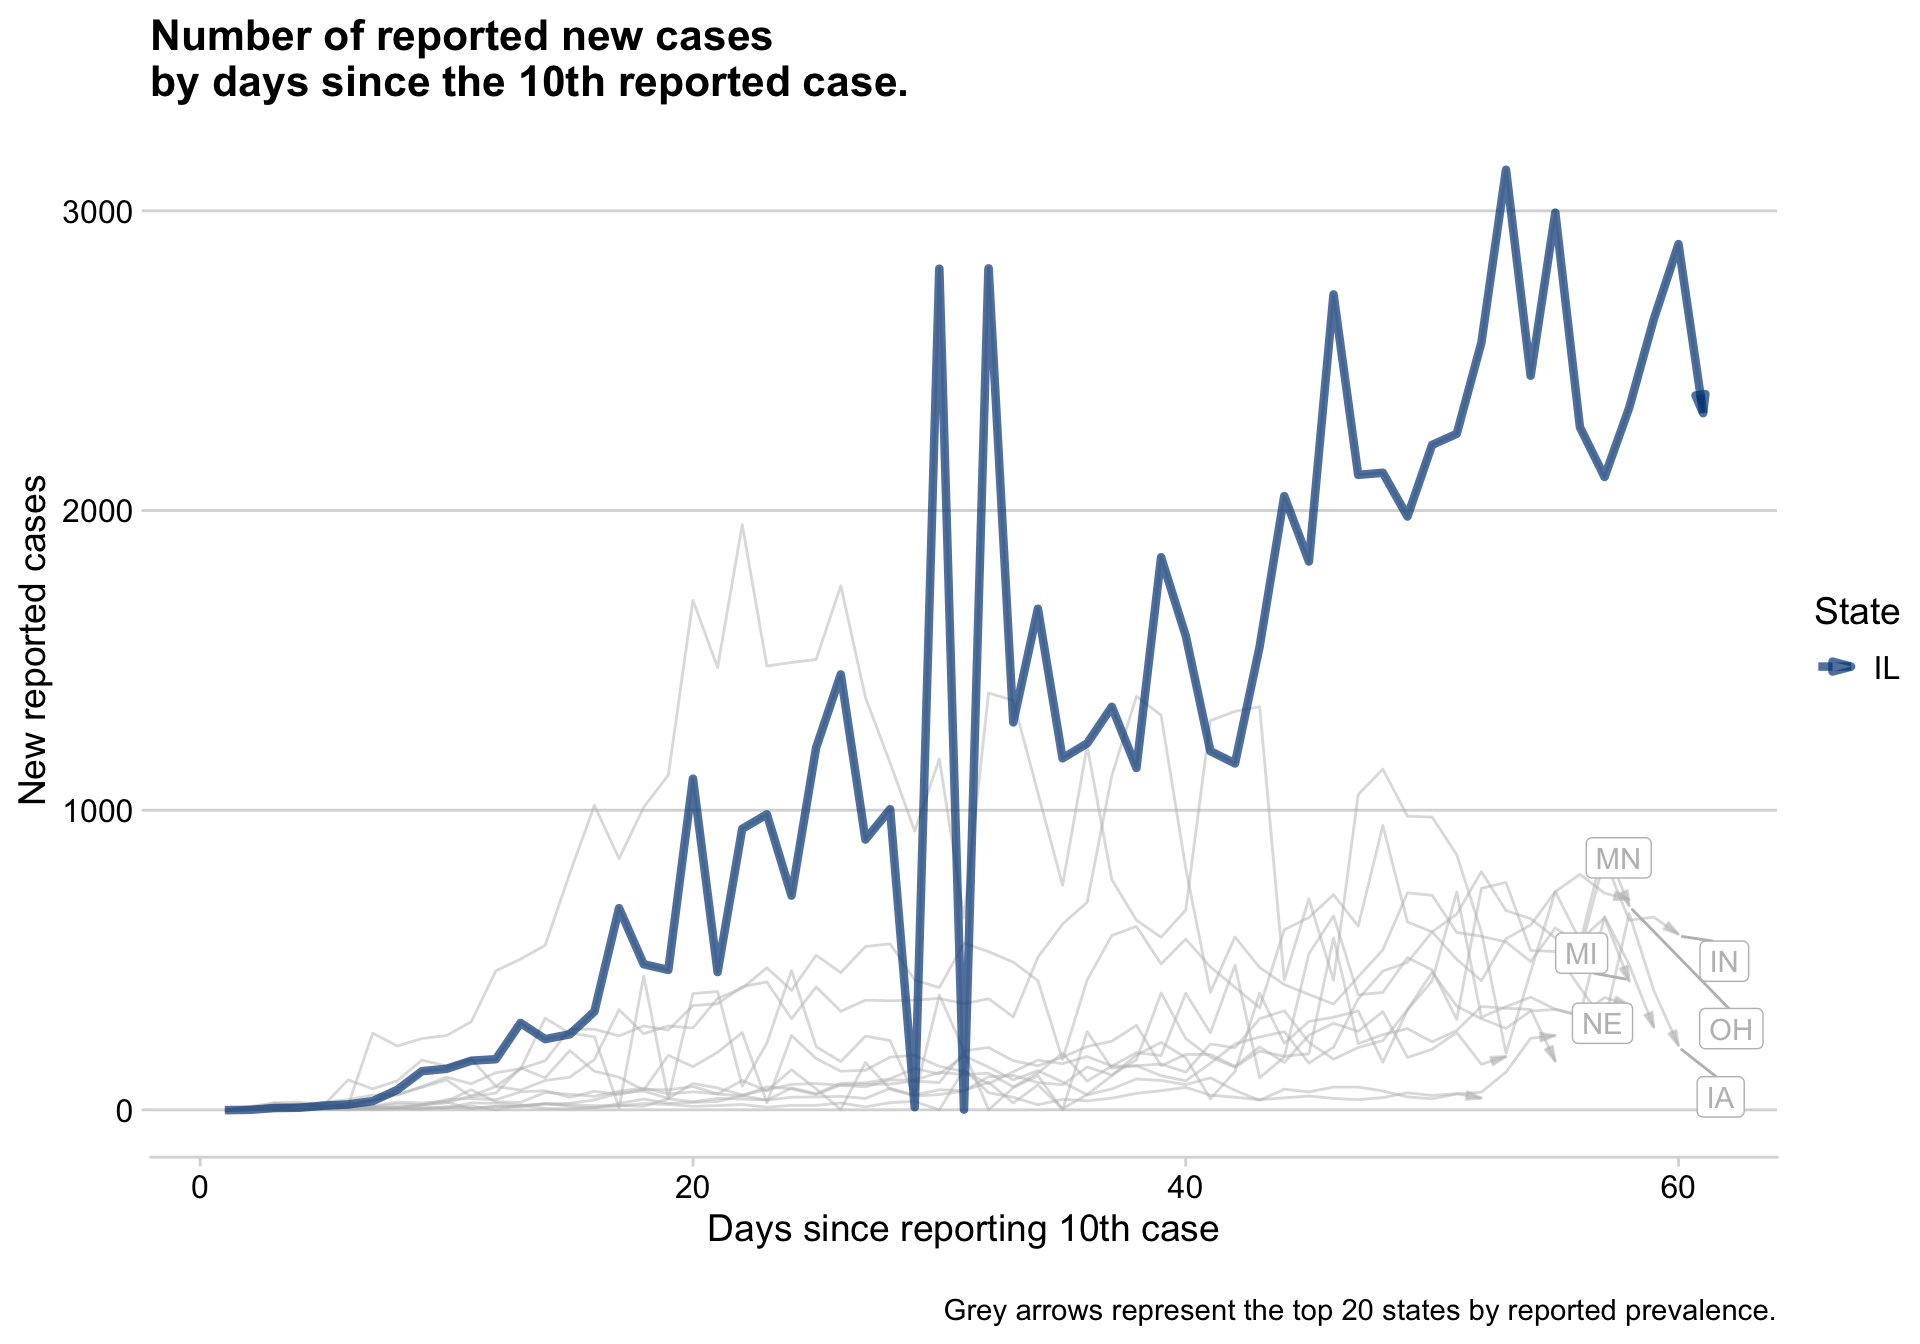 Number of reported new cases
by days since the 10th reported case.
New reported cases
3000
2000
1000
0
0
20
40
60
Days since reporting 10th case
MN
MI
IN
NE
OH
IA
State
IL
Grey arrows represent the top 20 states by reported prevalence.